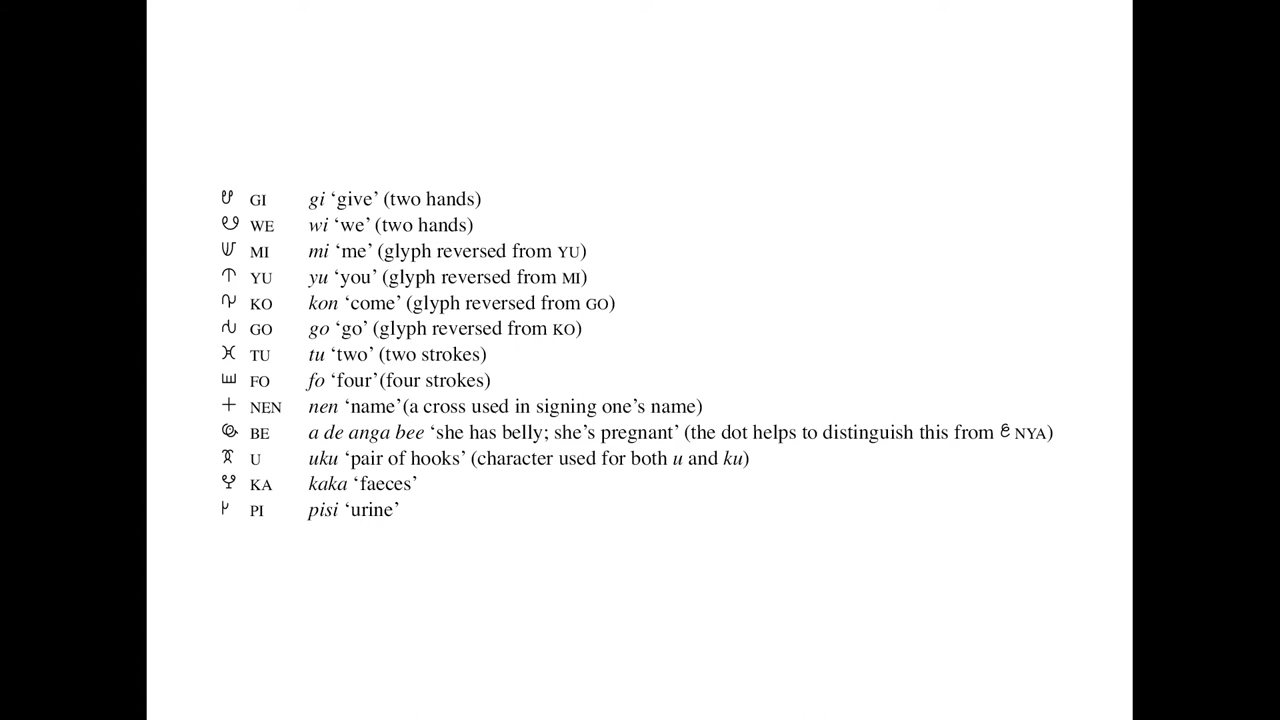 GI gi ‘give’ (two hands)
WE wi ‘we’ (two hands)
MI mi ‘me’ (glyph reversed from YU)
YU yu ‘you’ (glyph reversed from MI)
KO kon ‘come’ (glyph reversed from GO)
GO go ‘go’ (glyph reversed from KO)
TU tu ‘two’ (two strokes)
FO fo ‘four’(four strokes)
NEN nen ‘name’(a cross used in signing one’s name)
BE a de anga bee ‘she has belly; she’s pregnant’ (the dot helps to distinguish this from NYA)
U uku ‘pair of hooks’ (character used for both u and ku)
KA kaka ‘faeces’
PI pisi ‘urine’